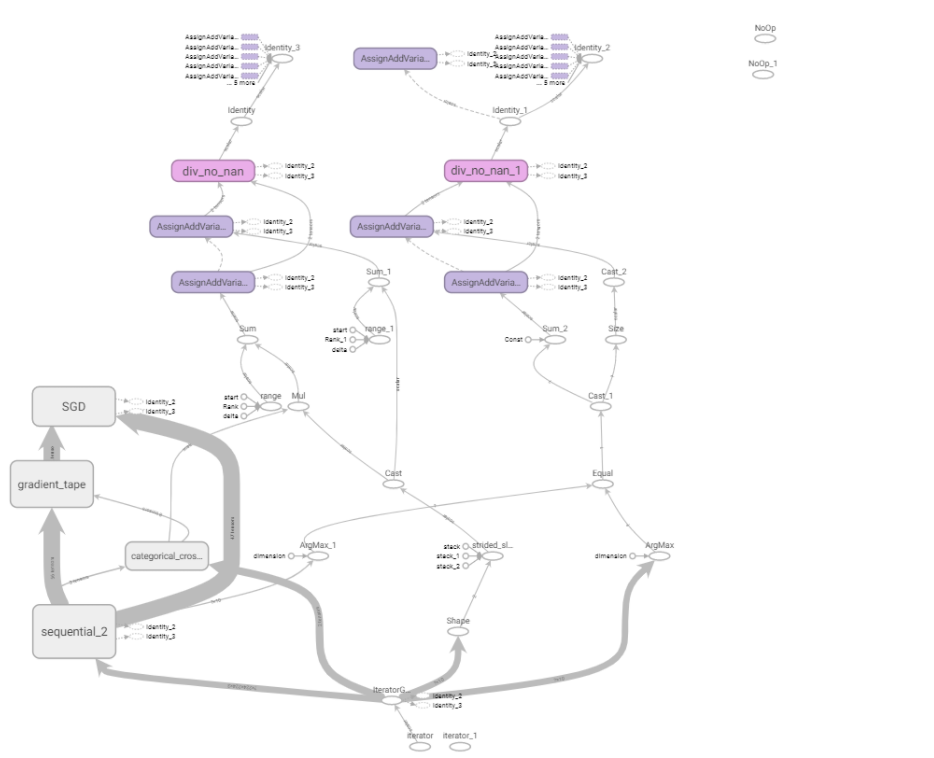 NoOp
NoOp_1
AssignAddVaria...
AssignAddVaria...
AssignAddVaria...
AssignAddVaria...
AssignAddVaria...
... 5 more
Identity_3
AssignAddVaria...
Identity_2
Identity_3
AssignAddVaria...
AssignAddVaria...
AssignAddVaria...
AssignAddVaria...
AssignAddVaria...
... 5 more
Identity_2
Identity
Identity_1
div_no_nan
Identity_2
Identity_3
div_no_nan_1
Identity_2
Identity_3
AssignAddVaria...
Identity_2
Identity_3
AssignAddVaria...
Identity_2
Identity_3
AssignAddVaria...
Identity_2
Identity_3
Sum_1
AssignAddVaria...
Identity_2
Identity_3
Cast_2
Sum
start
Rank_1
delta
range_1
Const
Sum_2
Size
SGD
Identity_2
Identity_3
start
Rank
delta
range
Mul
Cast_1
gradient_tape
Cast
Equal
categorical_cros...
dimension
ArgMax_1
stack
stack_1
stack_2
strided_sl...
dimension
ArgMax
sequential_2
Identity_2
Identity_3
Shape
IteratorG...
Identity_2
Identity_3
iterator
iterator_1